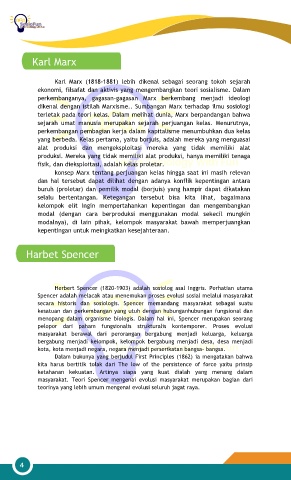 Karl Marx
Karl Marx (1818-1881) lebih dikenal sebagai seorang tokoh sejarah
ekonomi, filsafat dan aktivis yang mengembangkan teori sosialisme. Dalam
perkembanganya, gagasan-gagasan Marx berkembang menjadi ideologi
dikenal dengan istilah Marxisme.. Sumbangan Marx terhadap ilmu sosiologi
terletak pada teori kelas. Dalam melihat dunia, Marx berpandangan bahwa
sejarah umat manusia merupakan sejarah perjuangan kelas. Menurutnya,
perkembangan pembagian kerja dalam kapitalisme menumbuhkan dua kelas
yang berbeda. Kelas pertama, yaitu borjuis, adalah mereka yang menguasai
alat produksi dan mengeksploitasi mereka yang tidak memiliki alat
produksi. Mereka yang tidak memiliki alat produksi, hanya memiliki tenaga
fisik, dan dieksploitasi, adalah kelas proletar.
konsep Marx tentang perjuangan kelas hingga saat ini masih relevan
dan hal tersebut dapat dilihat dengan adanya konflik kepentingan antara
buruh (proletar) dan pemilik modal (borjuis) yang hampir dapat dikatakan
selalu bertentangan. Ketegangan tersebut bisa kita lihat, bagaimana
kelompok elit ingin mempertahankan kepentingan dan mengembangkan
modal (dengan cara berproduksi menggunakan modal sekecil mungkin
modalnya), di lain pihak, kelompok masyarakat bawah memperjuangkan
kepentingan untuk meingkatkan kesejahteraan.
Harbet Spencer
Herbert Spencer (1820-1903) adalah sosiolog asal Inggris. Perhatian utama
Spencer adalah melacak atau menemukan proses evolusi sosial melalui masyarakat
secara historis dan sosiologis. Spencer memandang masyarakat sebagai suatu
kesatuan dan perkembangan yang utuh dengan hubunganhubungan fungsional dan
menopang dalam organisme biologis. Dalam hal ini, Spencer merupakan seorang
pelopor dari paham fungsionalis strukturalis kontemporer. Proses evolusi
masyarakat berawal dari perorangan bergabung menjadi keluarga, keluarga
bergabung menjadi kelompok, kelompok bergabung menjadi desa, desa menjadi
kota, kota menjadi negara, negara menjadi perserikatan bangsa- bangsa.
Dalam bukunya yang berjudul First Principles (1862) ia mengatakan bahwa
kita harus bertitik tolak dari The law of the persistence of force yaitu prinsip
ketahanan kekuatan. Artinya siapa yang kuat dialah yang menang dalam
masyarakat. Teori Spencer mengenai evolusi masyarakat merupakan bagian dari
teorinya yang lebih umum mengenai evolusi seluruh jagat raya.
4